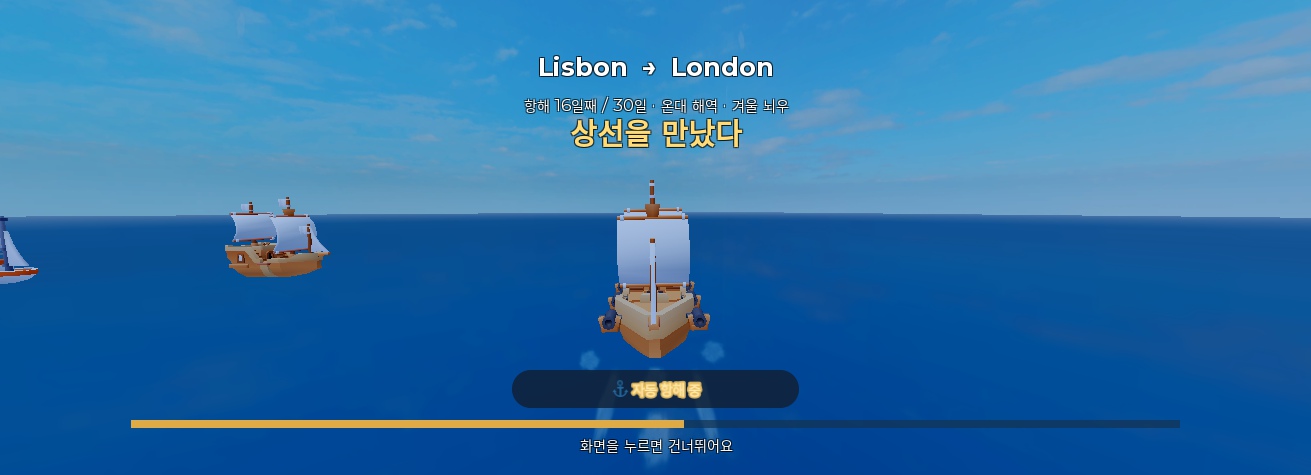 Lisbon → London
항해 16일째 / 30일 · 온대 해역 · 겨울 뇌우
상선을 만났다
⚓ 자동 항해 중
화면을 누르면 건너뛰어요